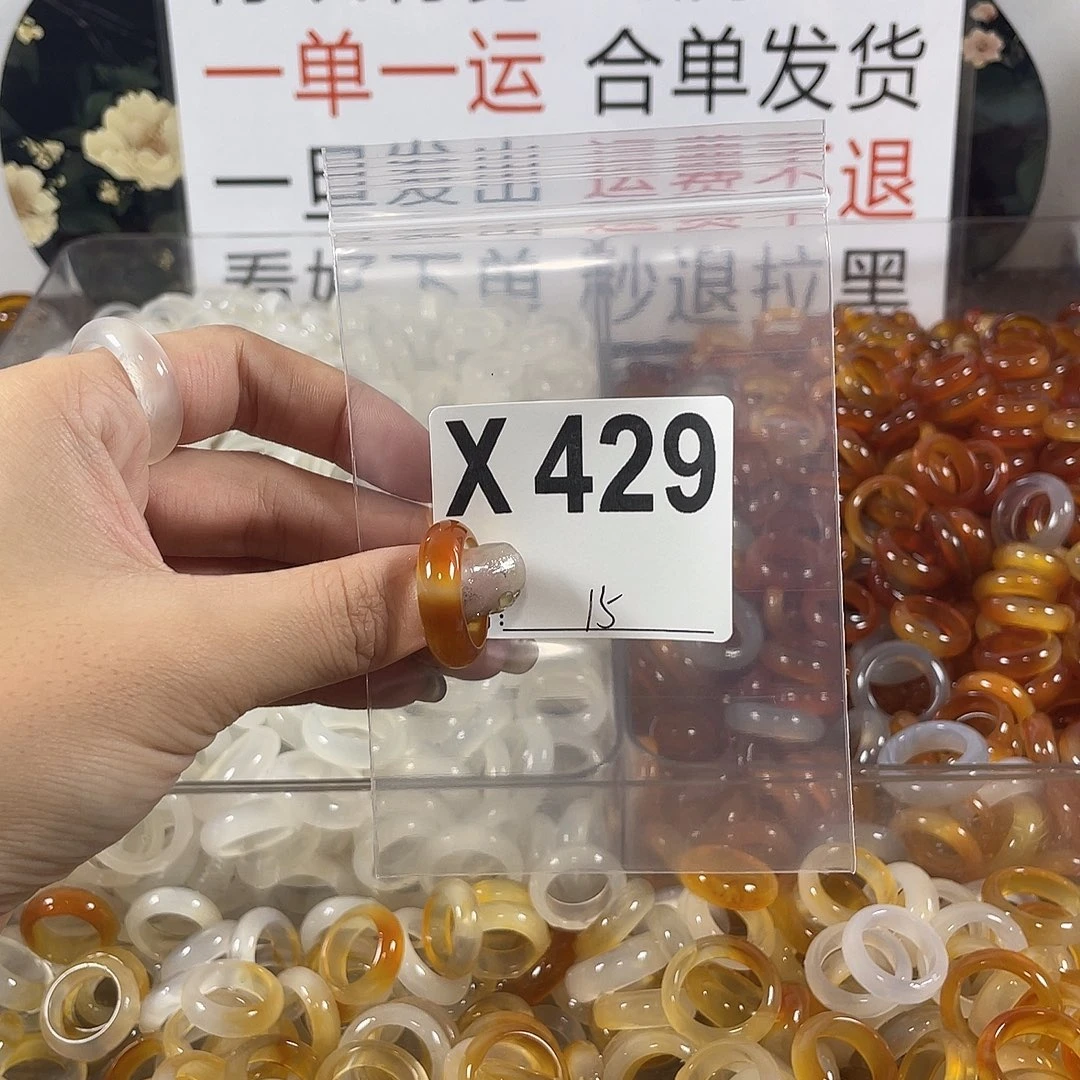 一单一运 合单发货
一旦发出 运费不退
看好下单 秒退拉黑
X 429
15